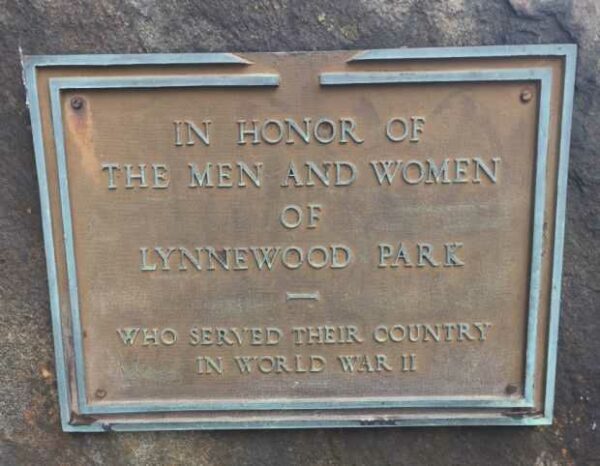 IN HONOR OF
THE MEN AND WOMEN
OF
LYNNEWOOD PARK
—
WHO SERVED THEIR COUNTRY
IN WORLD WAR II